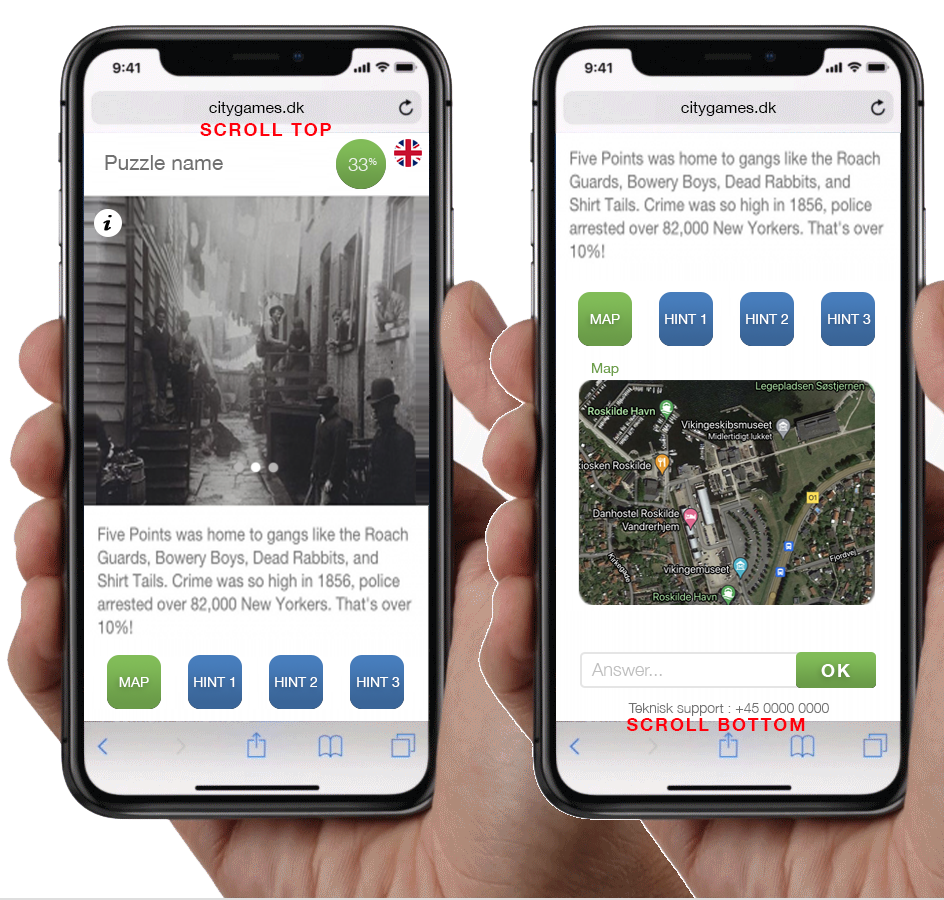 9:41
citygames.dk
SCROLL TOP
Puzzle name
33%
i
Five Points was home to gangs like the Roach
Guards, Bowery Boys, Dead Rabbits, and
Shirt Tails. Crime was so high in 1856, police
arrested over 82,000 New Yorkers. That's over
10%!
MAP HINT 1 HINT 2 HINT 3
9:41
citygames.dk
Five Points was home to gangs like the Roach
Guards, Bowery Boys, Dead Rabbits, and
Shirt Tails. Crime was so high in 1856, police
arrested over 82,000 New Yorkers. That's over
10%!
MAP HINT 1 HINT 2 HINT 3
Map
Legepladsen Søstjernen
Roskilde Havn
Vikingeskibsmuseet
Midlertidigt lukket
kiosken Roskilde
O1
Danhostel Roskilde
Vandrerhjem
Fjordvej
Kirkegade
vikingemuseet
Roskilde Havn
Answer... OK
Teknisk support : +45 0000 0000
SCROLL BOTTOM